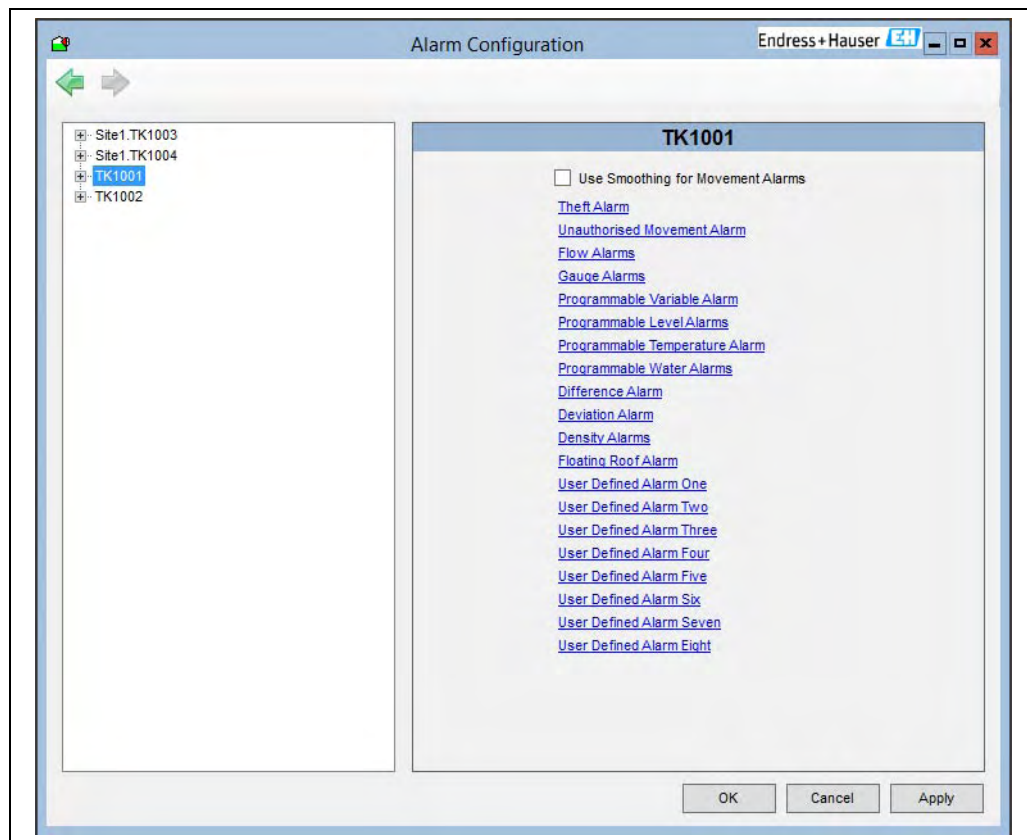 Alarm Configuration
Endress+Hauser EH
Site1.TK1003
Site1.TK1004
TK1001
TK1002
TK1001
Use Smoothing for Movement Alarms
Theft Alarm
Unauthorised Movement Alarm
Flow Alarms
Gauge Alarms
Programmable Variable Alarm
Programmable Level Alarms
Programmable Temperature Alarm
Programmable Water Alarms
Difference Alarm
Deviation Alarm
Density Alarms
Floating Roof Alarm
User Defined Alarm One
User Defined Alarm Two
User Defined Alarm Three
User Defined Alarm Four
User Defined Alarm Five
User Defined Alarm Six
User Defined Alarm Seven
User Defined Alarm Eight
OK Cancel Apply